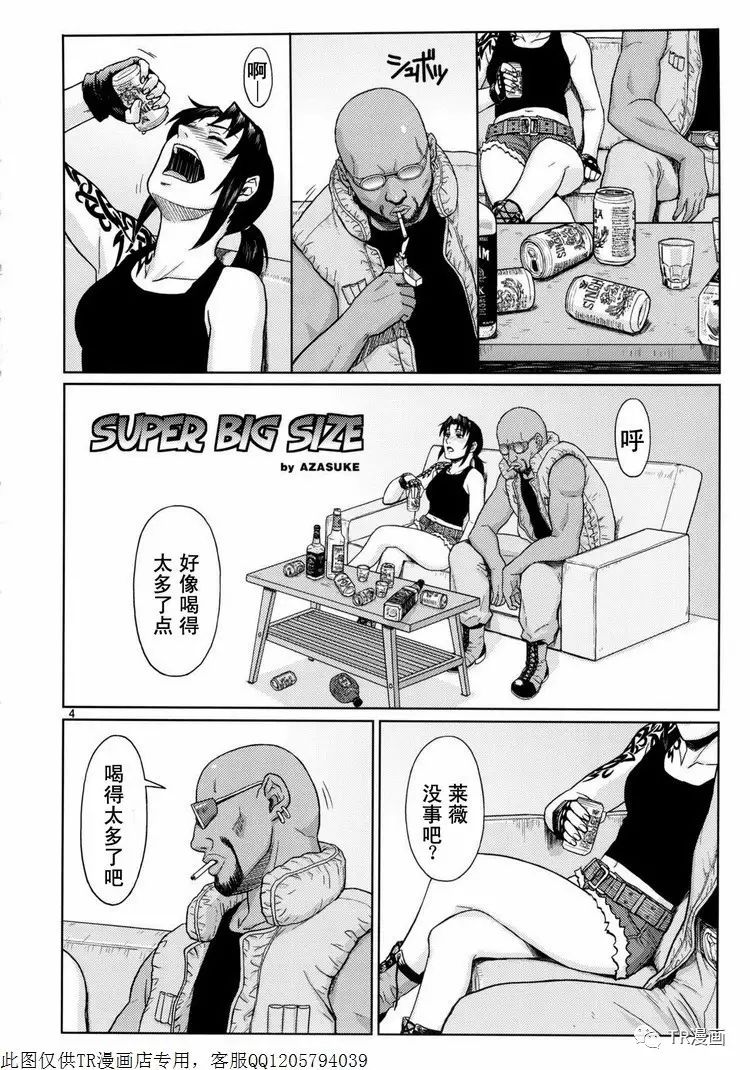 シュボッ
啊—
SUPER BIG SIZE
by AZASUKE
呼
好像喝得
太多了点
4
莱薇
没事吧？
喝得太多了吧
TR漫画
此图仅供TR漫画店专用，客服QQ1205794039